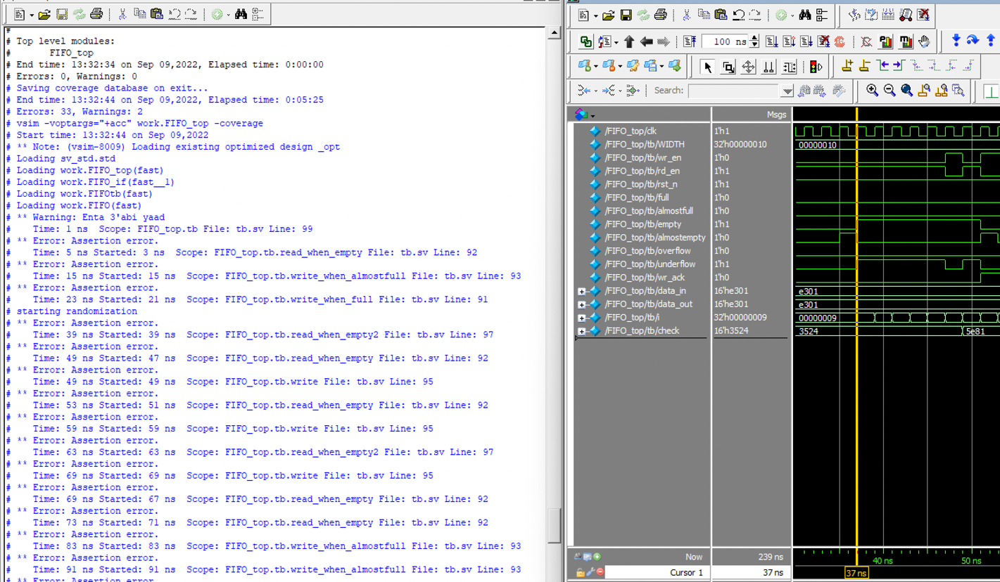 #
# Top level modules:
# FIFO_top
# End time: 13:32:34 on Sep 09,2022, Elapsed time: 0:00:00
# Errors: 0, Warnings: 0
# Saving coverage database on exit...
# End time: 13:32:44 on Sep 09,2022, Elapsed time: 0:05:25
# Errors: 33, Warnings: 2
# vsim -voptargs="+acc" work.FIFO_top -coverage
# Start time: 13:32:44 on Sep 09,2022
# ** Note: (vsim-8009) Loading existing optimized design _opt
# Loading sv_std.std
# Loading work.FIFO_top(fast)
# Loading work.FIFO_if(fast__1)
# Loading work.FIFOtb(fast)
# Loading work.FIFO(fast)
# ** Warning: Enta 3'abi yaad
# Time: 1 ns Scope: FIFO_top.tb File: tb.sv Line: 99
# ** Error: Assertion error.
# Time: 5 ns Started: 3 ns Scope: FIFO_top.tb.read_when_empty File: tb.sv Line: 92
# ** Error: Assertion error.
# Time: 15 ns Started: 15 ns Scope: FIFO_top.tb.write_when_almostfull File: tb.sv Line: 93
# ** Error: Assertion error.
# Time: 23 ns Started: 21 ns Scope: FIFO_top.tb.write_when_full File: tb.sv Line: 91
# starting randomization
# ** Error: Assertion error.
# Time: 39 ns Started: 39 ns Scope: FIFO_top.tb.read_when_empty2 File: tb.sv Line: 97
# ** Error: Assertion error.
# Time: 49 ns Started: 47 ns Scope: FIFO_top.tb.read_when_empty File: tb.sv Line: 92
# ** Error: Assertion error.
# Time: 49 ns Started: 49 ns Scope: FIFO_top.tb.write File: tb.sv Line: 95
# ** Error: Assertion error.
# Time: 53 ns Started: 51 ns Scope: FIFO_top.tb.read_when_empty File: tb.sv Line: 92
# ** Error: Assertion error.
# Time: 59 ns Started: 59 ns Scope: FIFO_top.tb.write File: tb.sv Line: 95
# ** Error: Assertion error.
# Time: 63 ns Started: 63 ns Scope: FIFO_top.tb.read_when_empty2 File: tb.sv Line: 97
# ** Error: Assertion error.
# Time: 69 ns Started: 69 ns Scope: FIFO_top.tb.write File: tb.sv Line: 95
# ** Error: Assertion error.
# Time: 69 ns Started: 67 ns Scope: FIFO_top.tb.read_when_empty File: tb.sv Line: 92
# ** Error: Assertion error.
# Time: 73 ns Started: 71 ns Scope: FIFO_top.tb.read_when_empty File: tb.sv Line: 92
# ** Error: Assertion error.
# Time: 83 ns Started: 83 ns Scope: FIFO_top.tb.write_when_almostfull File: tb.sv Line: 93
# ** Error: Assertion error.
# Time: 91 ns Started: 91 ns Scope: FIFO_top.tb.write_when_almostfull File: tb.sv Line: 93
# ** Error: Assertion error.
100 ns
Search:
Msgs
/FIFO_top/clk 1'h1
/FIFO_top/tb/WIDTH 32'h00000010 00000010
/FIFO_top/tb/wr_en 1'h0
/FIFO_top/tb/rd_en 1'h1
/FIFO_top/tb/rst_n 1'h1
/FIFO_top/tb/full 1'h0
/FIFO_top/tb/almostfull 1'h0
/FIFO_top/tb/empty 1'h1
/FIFO_top/tb/almostempty 1'h0
/FIFO_top/tb/overflow 1'h0
/FIFO_top/tb/underflow 1'h1
/FIFO_top/tb/wr_ack 1'h0
/FIFO_top/tb/data_in 16'he301 e301
/FIFO_top/tb/data_out 16'he301 e301
/FIFO_top/tb/i 32'h00000009 00000009
/FIFO_top/tb/check 16'h3524 3524 5e81
Now 239 ns 40 ns 50 ns
Cursor 1 37 ns 37 ns